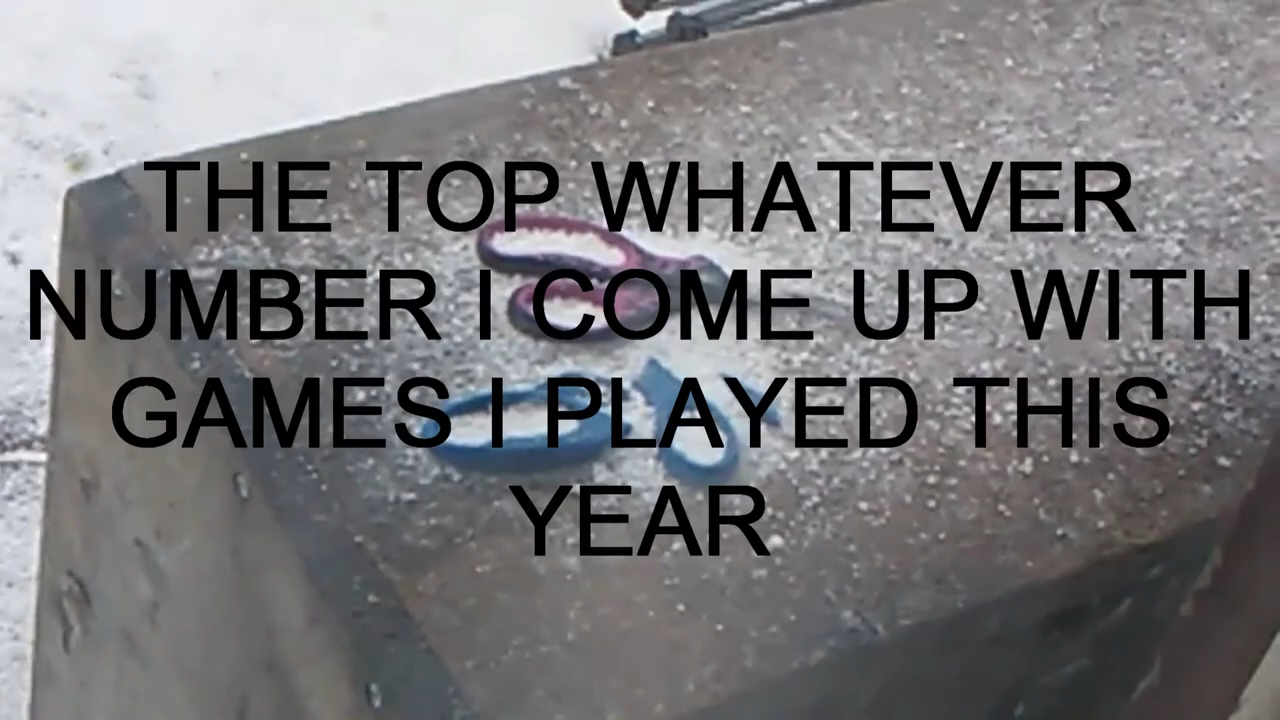 THE TOP WHATEVER
NUMBER I COME UP WITH
GAMES I PLAYED THIS
YEAR